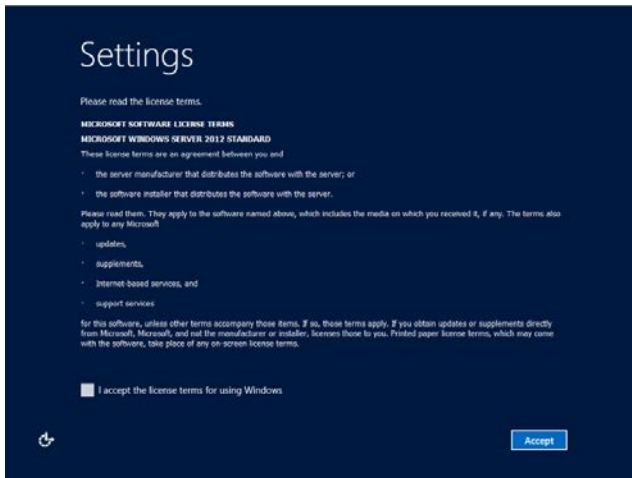 Settings
Please read the license terms.
MICROSOFT SOFTWARE LICENSE TERMS
MICROSOFT WINDOWS SERVER 2012 STANDARD
These license terms are an agreement between you and
· the server manufacturer that distributes the software with the server; or
· the software installer that distributes the software with the server.
Please read them. They apply to the software named above, which includes the media on which you received it, if any. The terms also
apply to any Microsoft
· updates,
· supplements,
· Internet-based services, and
· support services
for this software, unless other terms accompany those items. If so, those terms apply. If you obtain updates or supplements directly
from Microsoft, Microsoft, and not the manufacturer or installer, licenses those to you. Printed paper license terms, which may come
with the software, take place of any on-screen license terms.
I accept the license terms for using Windows
Accept